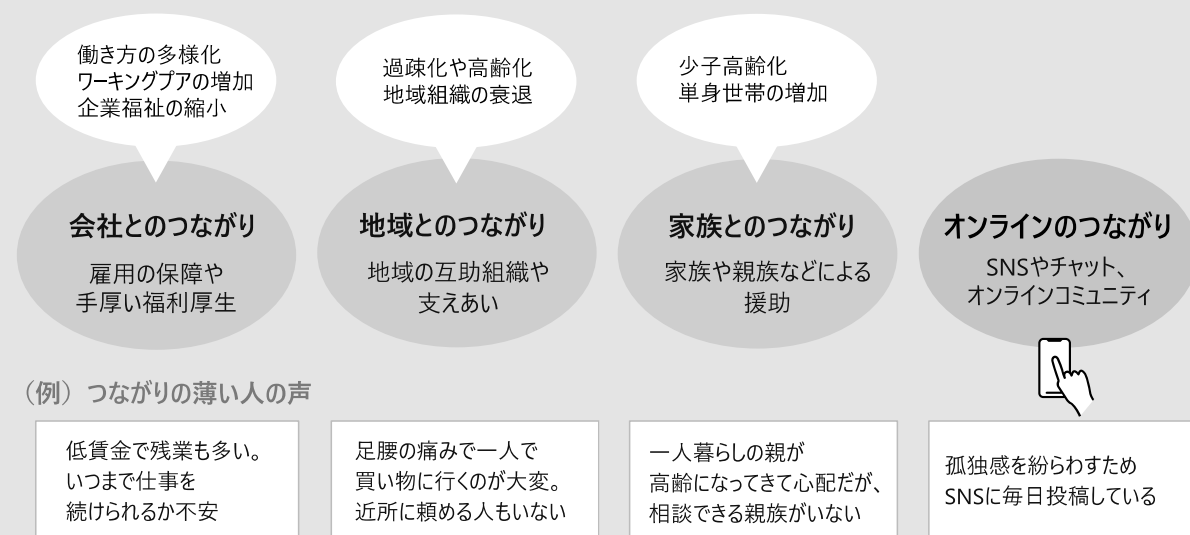 働き方の多様化
ワーキングプアの増加
企業福祉の縮小
過疎化や高齢化
地域組織の衰退
少子高齢化
単身世帯の増加
会社とのつながり
雇用の保障や
手厚い福利厚生
地域とのつながり
地域の互助組織や
支えあい
家族とのつながり
家族や親族などによる
援助
オンラインのつながり
SNSやチャット、
オンラインコミュニティ
（例）つながりの薄い人の声
低賃金で残業も多い。
いつまで仕事を
続けられるか不安
足腰の痛みで一人で
買い物に行くのが大変。
近所に頼める人もいない
一人暮らしの親が
高齢になってきて心配だが、
相談できる親族がいない
孤独感を紛らわすため
SNSに毎日投稿している